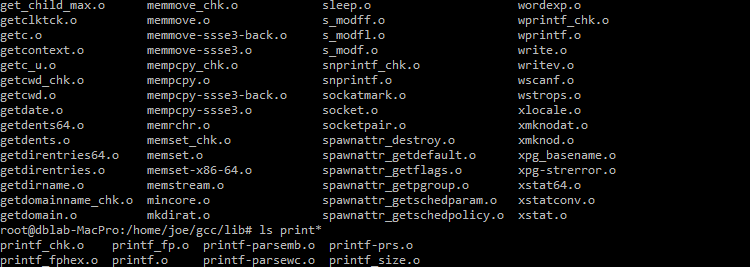 get_child_max.o memmove_chk.o sleep.o wordexp.o
getclktck.o memmove.o s_modff.o wprintf_chk.o
getc.o memmove-ssse3-back.o s_modfl.o wprintf.o
getcontext.o memmove-ssse3.o s_modf.o write.o
getc_u.o mempcpy_chk.o snprintf_chk.o writev.o
getcwd_chk.o mempcpy.o snprintf.o wscanf.o
getcwd.o mempcpy-ssse3-back.o sockatmark.o wstrops.o
getdate.o mempcpy-ssse3.o socket.o xlocale.o
getdents64.o memrchr.o socketpair.o xmknodat.o
getdents.o memset_chk.o spawnattr_destroy.o xmknod.o
getdirentries64.o memset.o spawnattr_getdefault.o xpg_basename.o
getdirentries.o memset-x86-64.o spawnattr_getflags.o xpg-strerror.o
getdirname.o memstream.o spawnattr_getpgroup.o xstat64.o
getdomainname_chk.o mincore.o spawnattr_getschedparam.o xstatconv.o
getdomain.o mkdirat.o spawnattr_getschedpolicy.o xstat.o
root@dblab-MacPro:/home/joe/gcc/lib# ls print*
printf_chk.o printf_fp.o printf-parsemb.o printf-prs.o
printf_fphex.o printf.o printf-parsewc.o printf_size.o